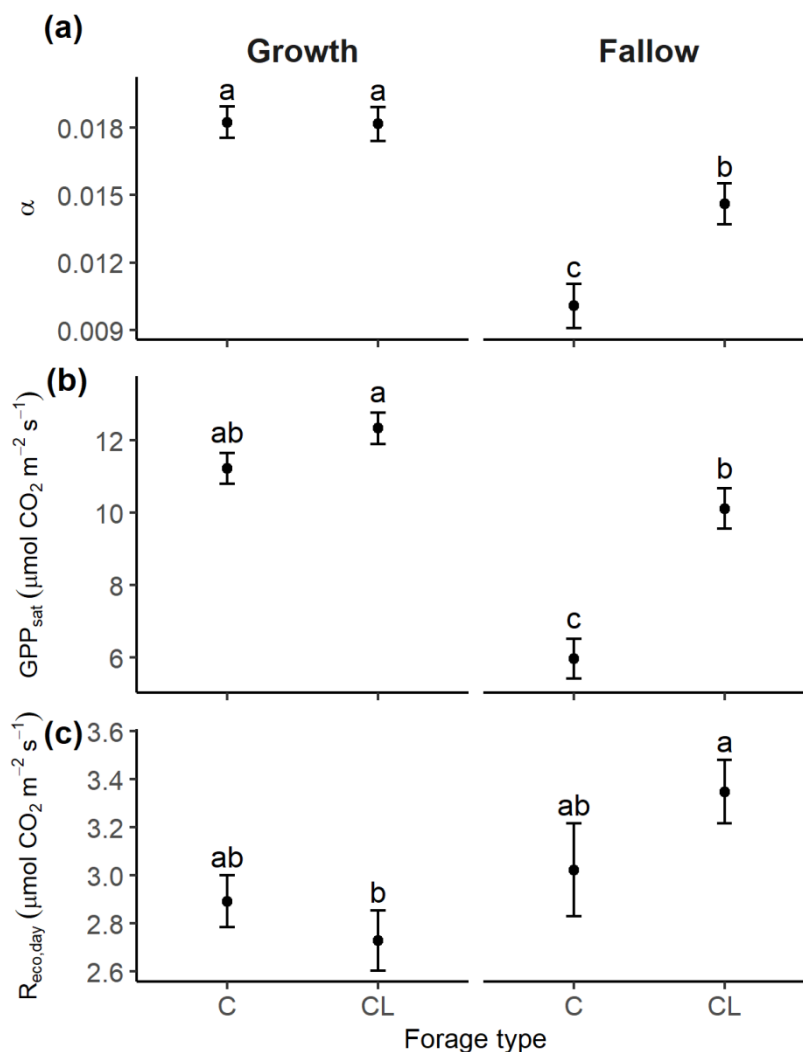 (a)
Growth
Fallow
a
a
0.018
b
0.015
α
c
0.012
0.009
(b)
a
ab
12
b
10
8
c
6
GPPsat (μmol CO2 m−2 s−1)
(c)
3.6
a
3.4
ab
3.2
ab
3.0
b
2.8
2.6
Reco,day (μmol CO2 m−2 s−1)
C
CL
C
CL
Forage type